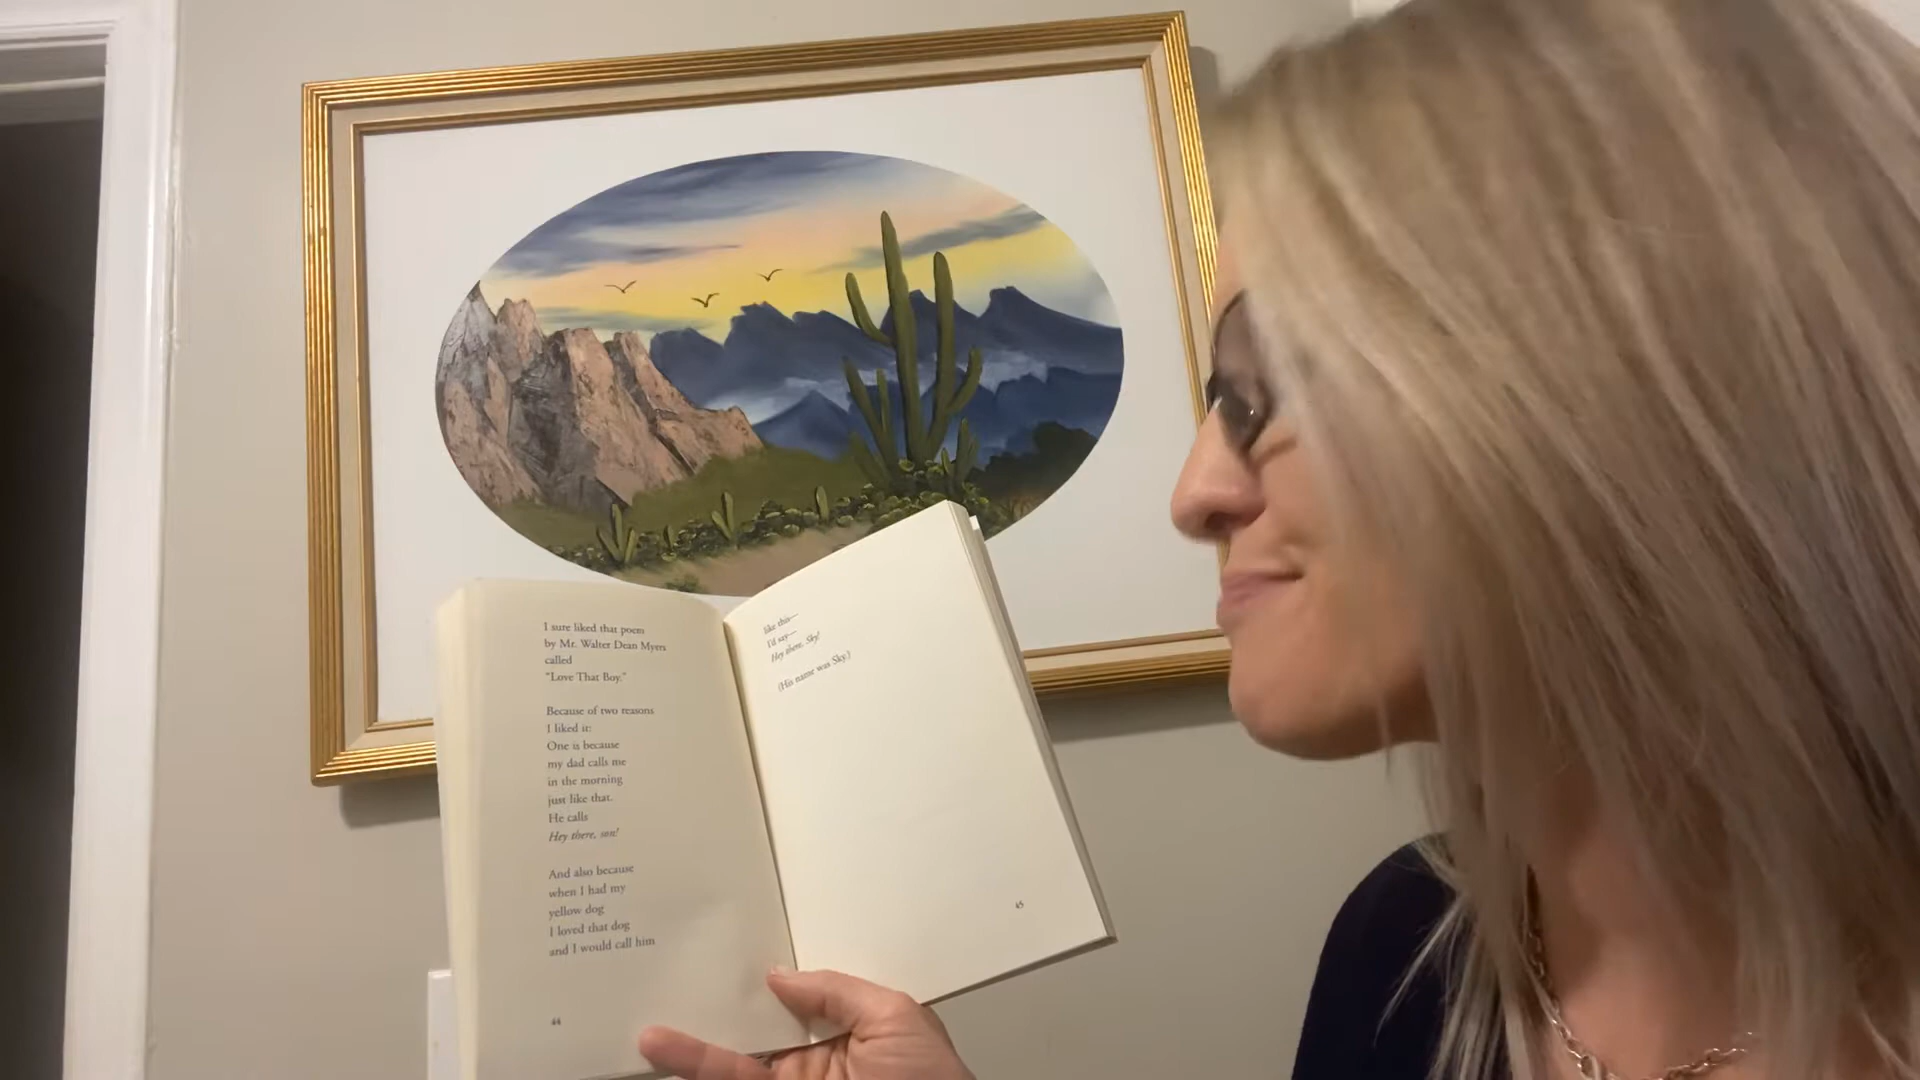 I sure liked that poem
by Mr. Walter Dean Myers
called
"Love That Boy."
Because of two reasons
I liked it:
One is because
my dad calls me
in the morning
just like that.
He calls
Hey there, son!
And also because
when I had my
yellow dog
I loved that dog
and I would call him
44
like this—
I'd say—
Hey there, Sky!
(His name was Sky.)
45